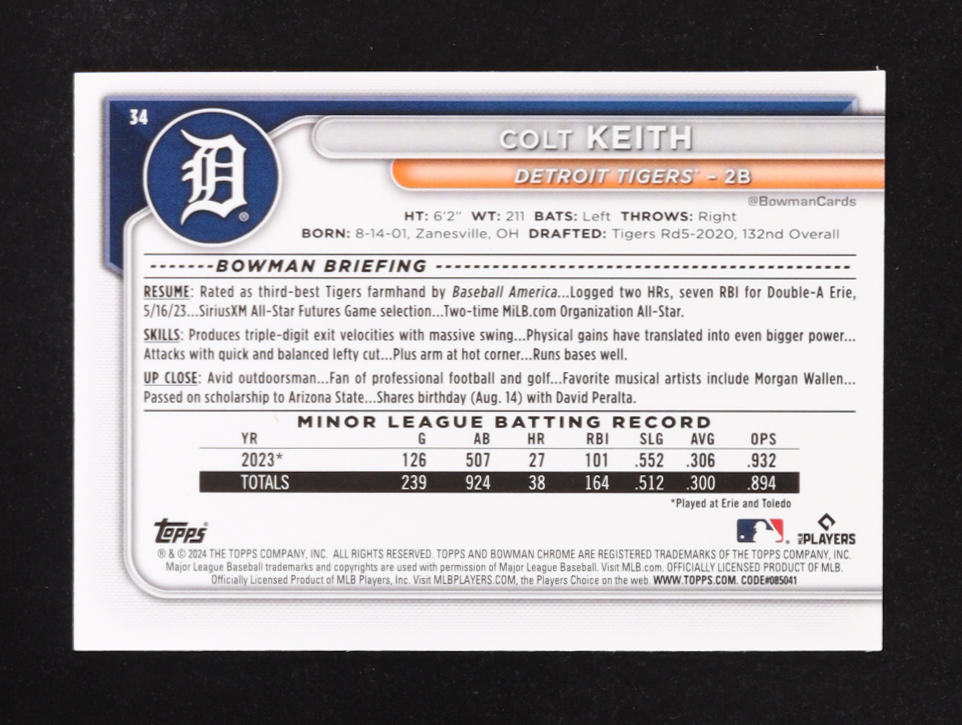 34
D
®
COLT KEITH
DETROIT TIGERS® – 2B
@BowmanCards
HT: 6'2" WT: 211 BATS: Left THROWS: Right
BORN: 8-14-01, Zanesville, OH DRAFTED: Tigers Rd5-2020, 132nd Overall
BOWMAN BRIEFING
RESUME: Rated as third-best Tigers farmhand by Baseball America...Logged two HRs, seven RBI for Double-A Erie,
5/16/23...SiriusXM All-Star Futures Game selection...Two-time MiLB.com Organization All-Star.
SKILLS: Produces triple-digit exit velocities with massive swing...Physical gains have translated into even bigger power...
Attacks with quick and balanced lefty cut...Plus arm at hot corner...Runs bases well.
UP CLOSE: Avid outdoorsman...Fan of professional football and golf...Favorite musical artists include Morgan Wallen...
Passed on scholarship to Arizona State...Shares birthday (Aug. 14) with David Peralta.
MINOR LEAGUE BATTING RECORD
YR G AB HR RBI SLG AVG OPS
2023* 126 507 27 101 .552 .306 .932
TOTALS 239 924 38 164 .512 .300 .894
*Played at Erie and Toledo
Topps® ® MLB PLAYERS
® & © 2024 THE TOPPS COMPANY, INC. ALL RIGHTS RESERVED. TOPPS AND BOWMAN CHROME ARE REGISTERED TRADEMARKS OF THE TOPPS COMPANY, INC.
Major League Baseball trademarks and copyrights are used with permission of Major League Baseball. Visit MLB.com. OFFICIALLY LICENSED PRODUCT OF MLB.
Officially Licensed Product of MLB Players, Inc. Visit MLBPLAYERS.COM, the Players Choice on the web. WWW.TOPPS.COM. CODE#085041